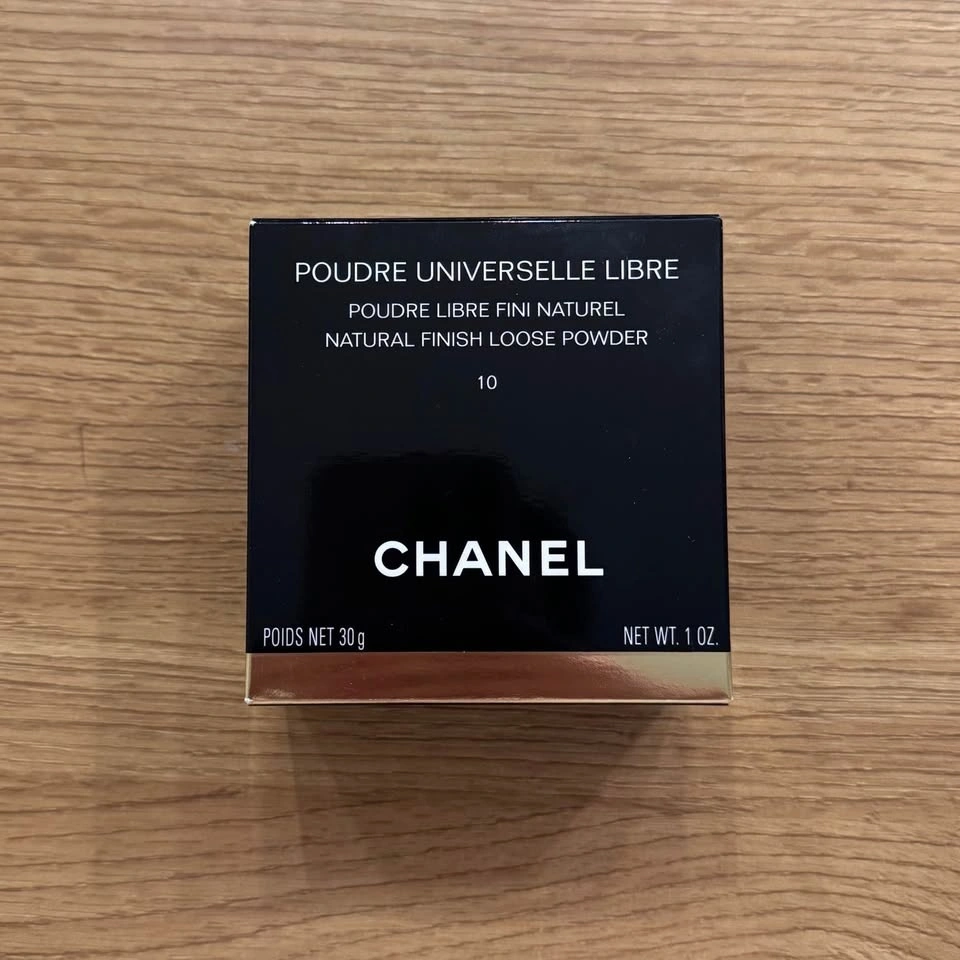 POUDRE UNIVERSELLE LIBRE
POUDRE LIBRE FINI NATUREL
NATURAL FINISH LOOSE POWDER
10
CHANEL
POIDS NET 30g NET WT. 1 OZ.